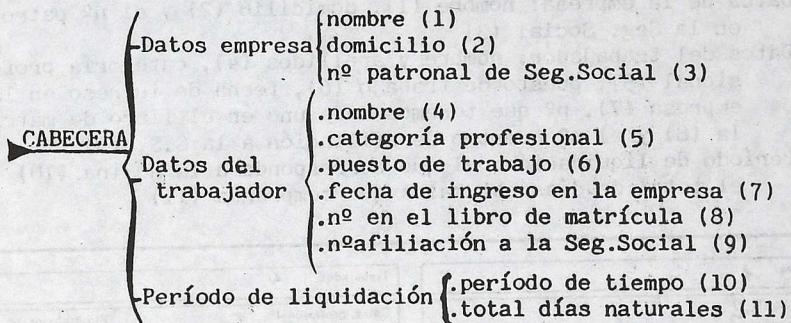 nombre (1)
Datos empresa domicilio (2)
nº patronal de Seg.Social (3)
.nombre (4)
CABECERA .categoría profesional (5)
Datos del .puesto de trabajo (6)
trabajador .fecha de ingreso en la empresa (7)
.nº en el libro de matrícula (8)
.nºafiliación a la Seg.Social (9)
Período de liquidación .período de tiempo (10)
.total días naturales (11)